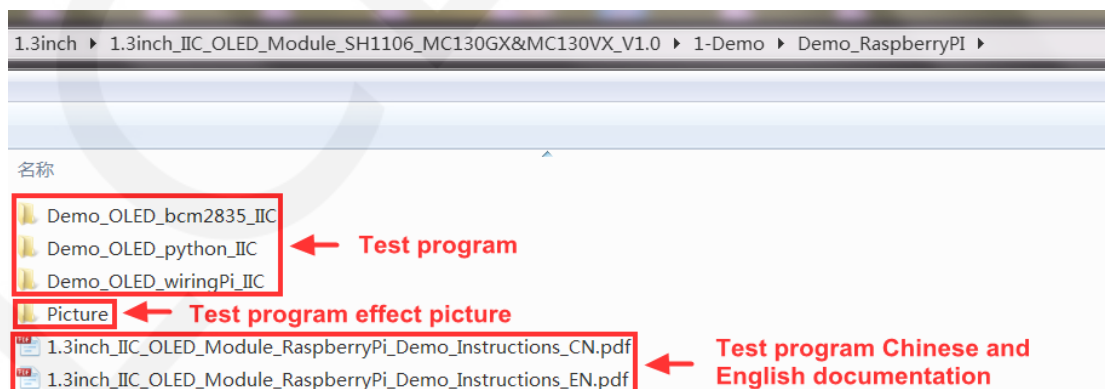 1.3inch ▸ 1.3inch_IIC_OLED_Module_SH1106_MC130GX&MC130VX_V1.0 ▸ 1-Demo ▸ Demo_RaspberryPI ▸
名称
Demo_OLED_bcm2835_IIC
Demo_OLED_python_IIC
Test program
Demo_OLED_wiringPi_IIC
Picture
Test program effect picture
1.3inch_IIC_OLED_Module_RaspberryPi_Demo_Instructions_CN.pdf
1.3inch_IIC_OLED_Module_RaspberryPi_Demo_Instructions_EN.pdf
Test program Chinese and
English documentation